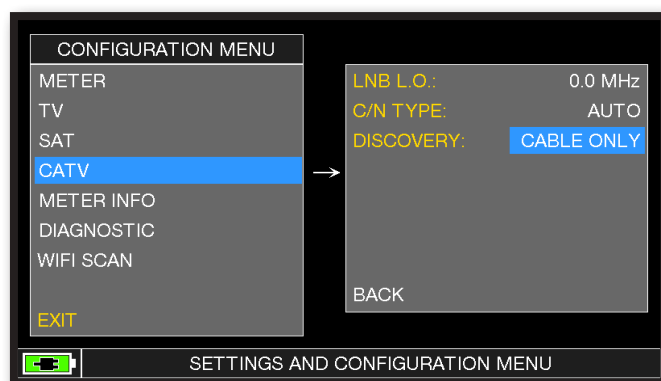 CONFIGURATION MENU
METER
TV
SAT
CATV
METER INFO
DIAGNOSTIC
WIFI SCAN
EXIT
LNB L.O.: 0.0 MHz
C/N TYPE: AUTO
DISCOVERY: CABLE ONLY
BACK
SETTINGS AND CONFIGURATION MENU